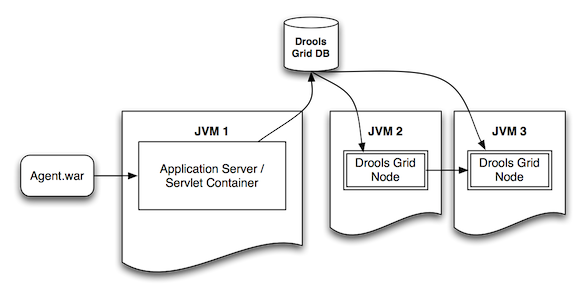 Drools
Grid DB
JVM 1
JVM 2
JVM 3
Agent.war
Application Server /
Servlet Container
Drools Grid
Node
Drools Grid
Node